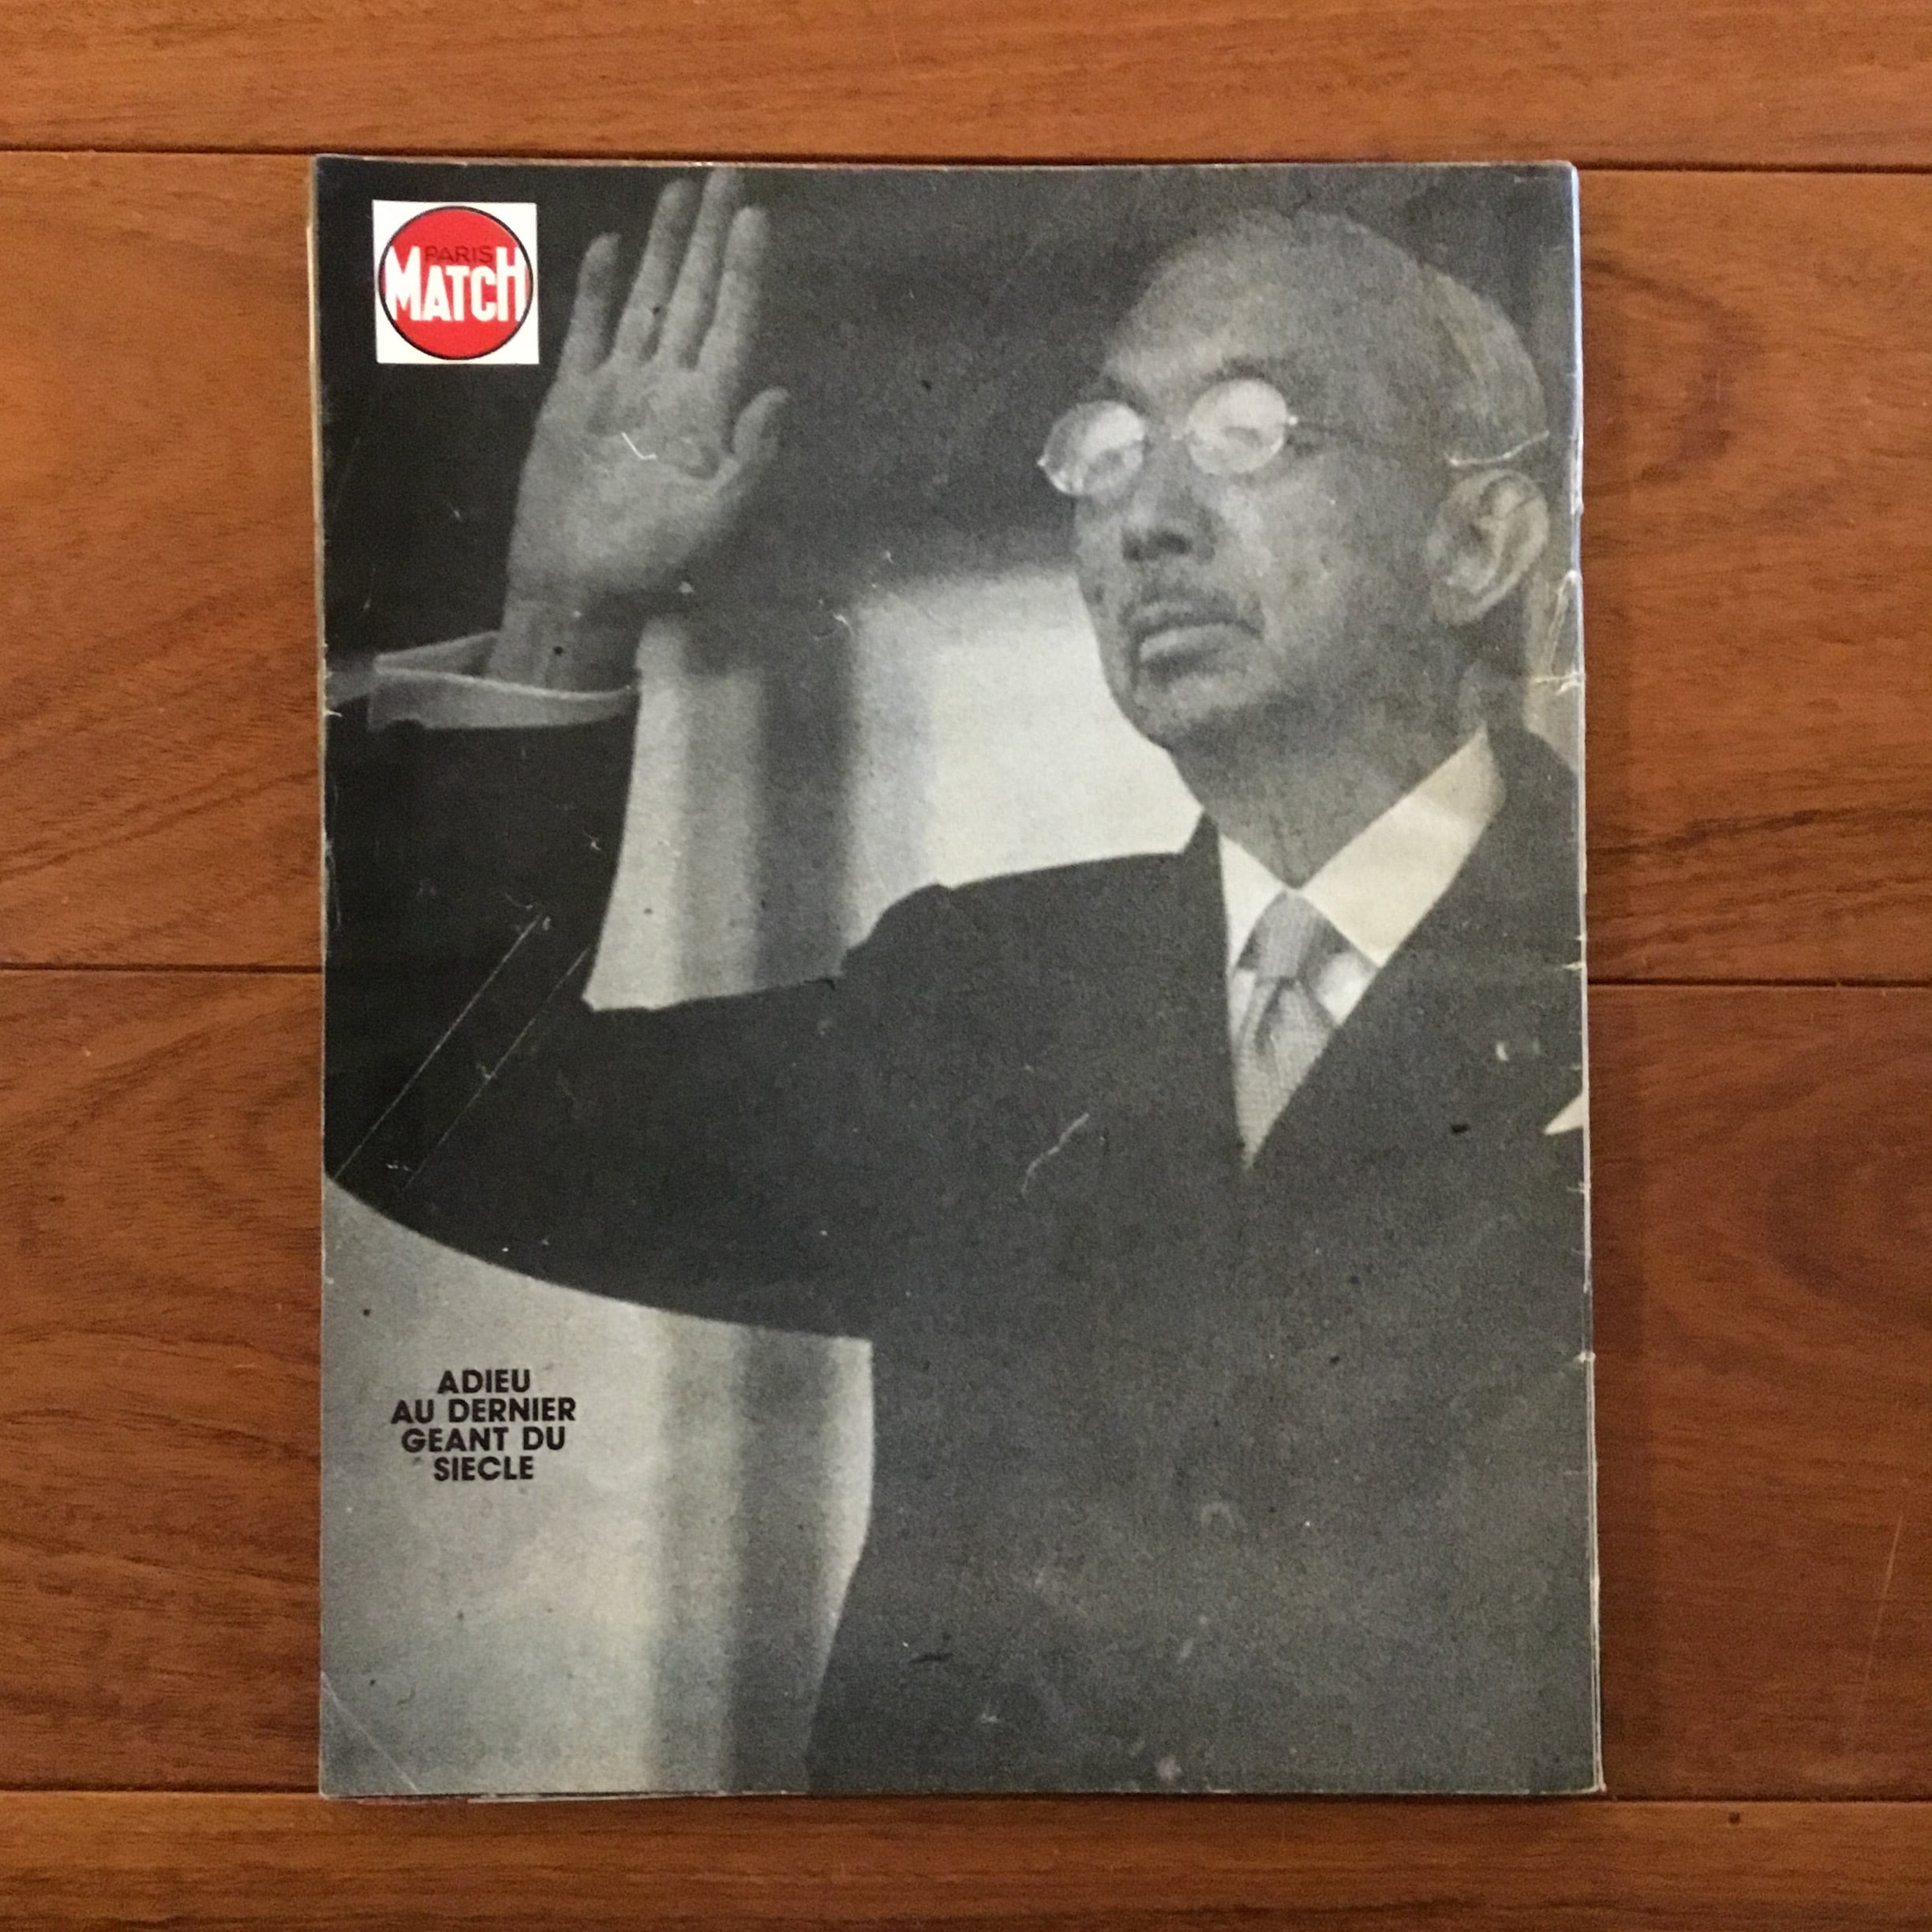 PARIS
MATCH
ADIEU
AU DERNIER
GEANT DU
SIECLE